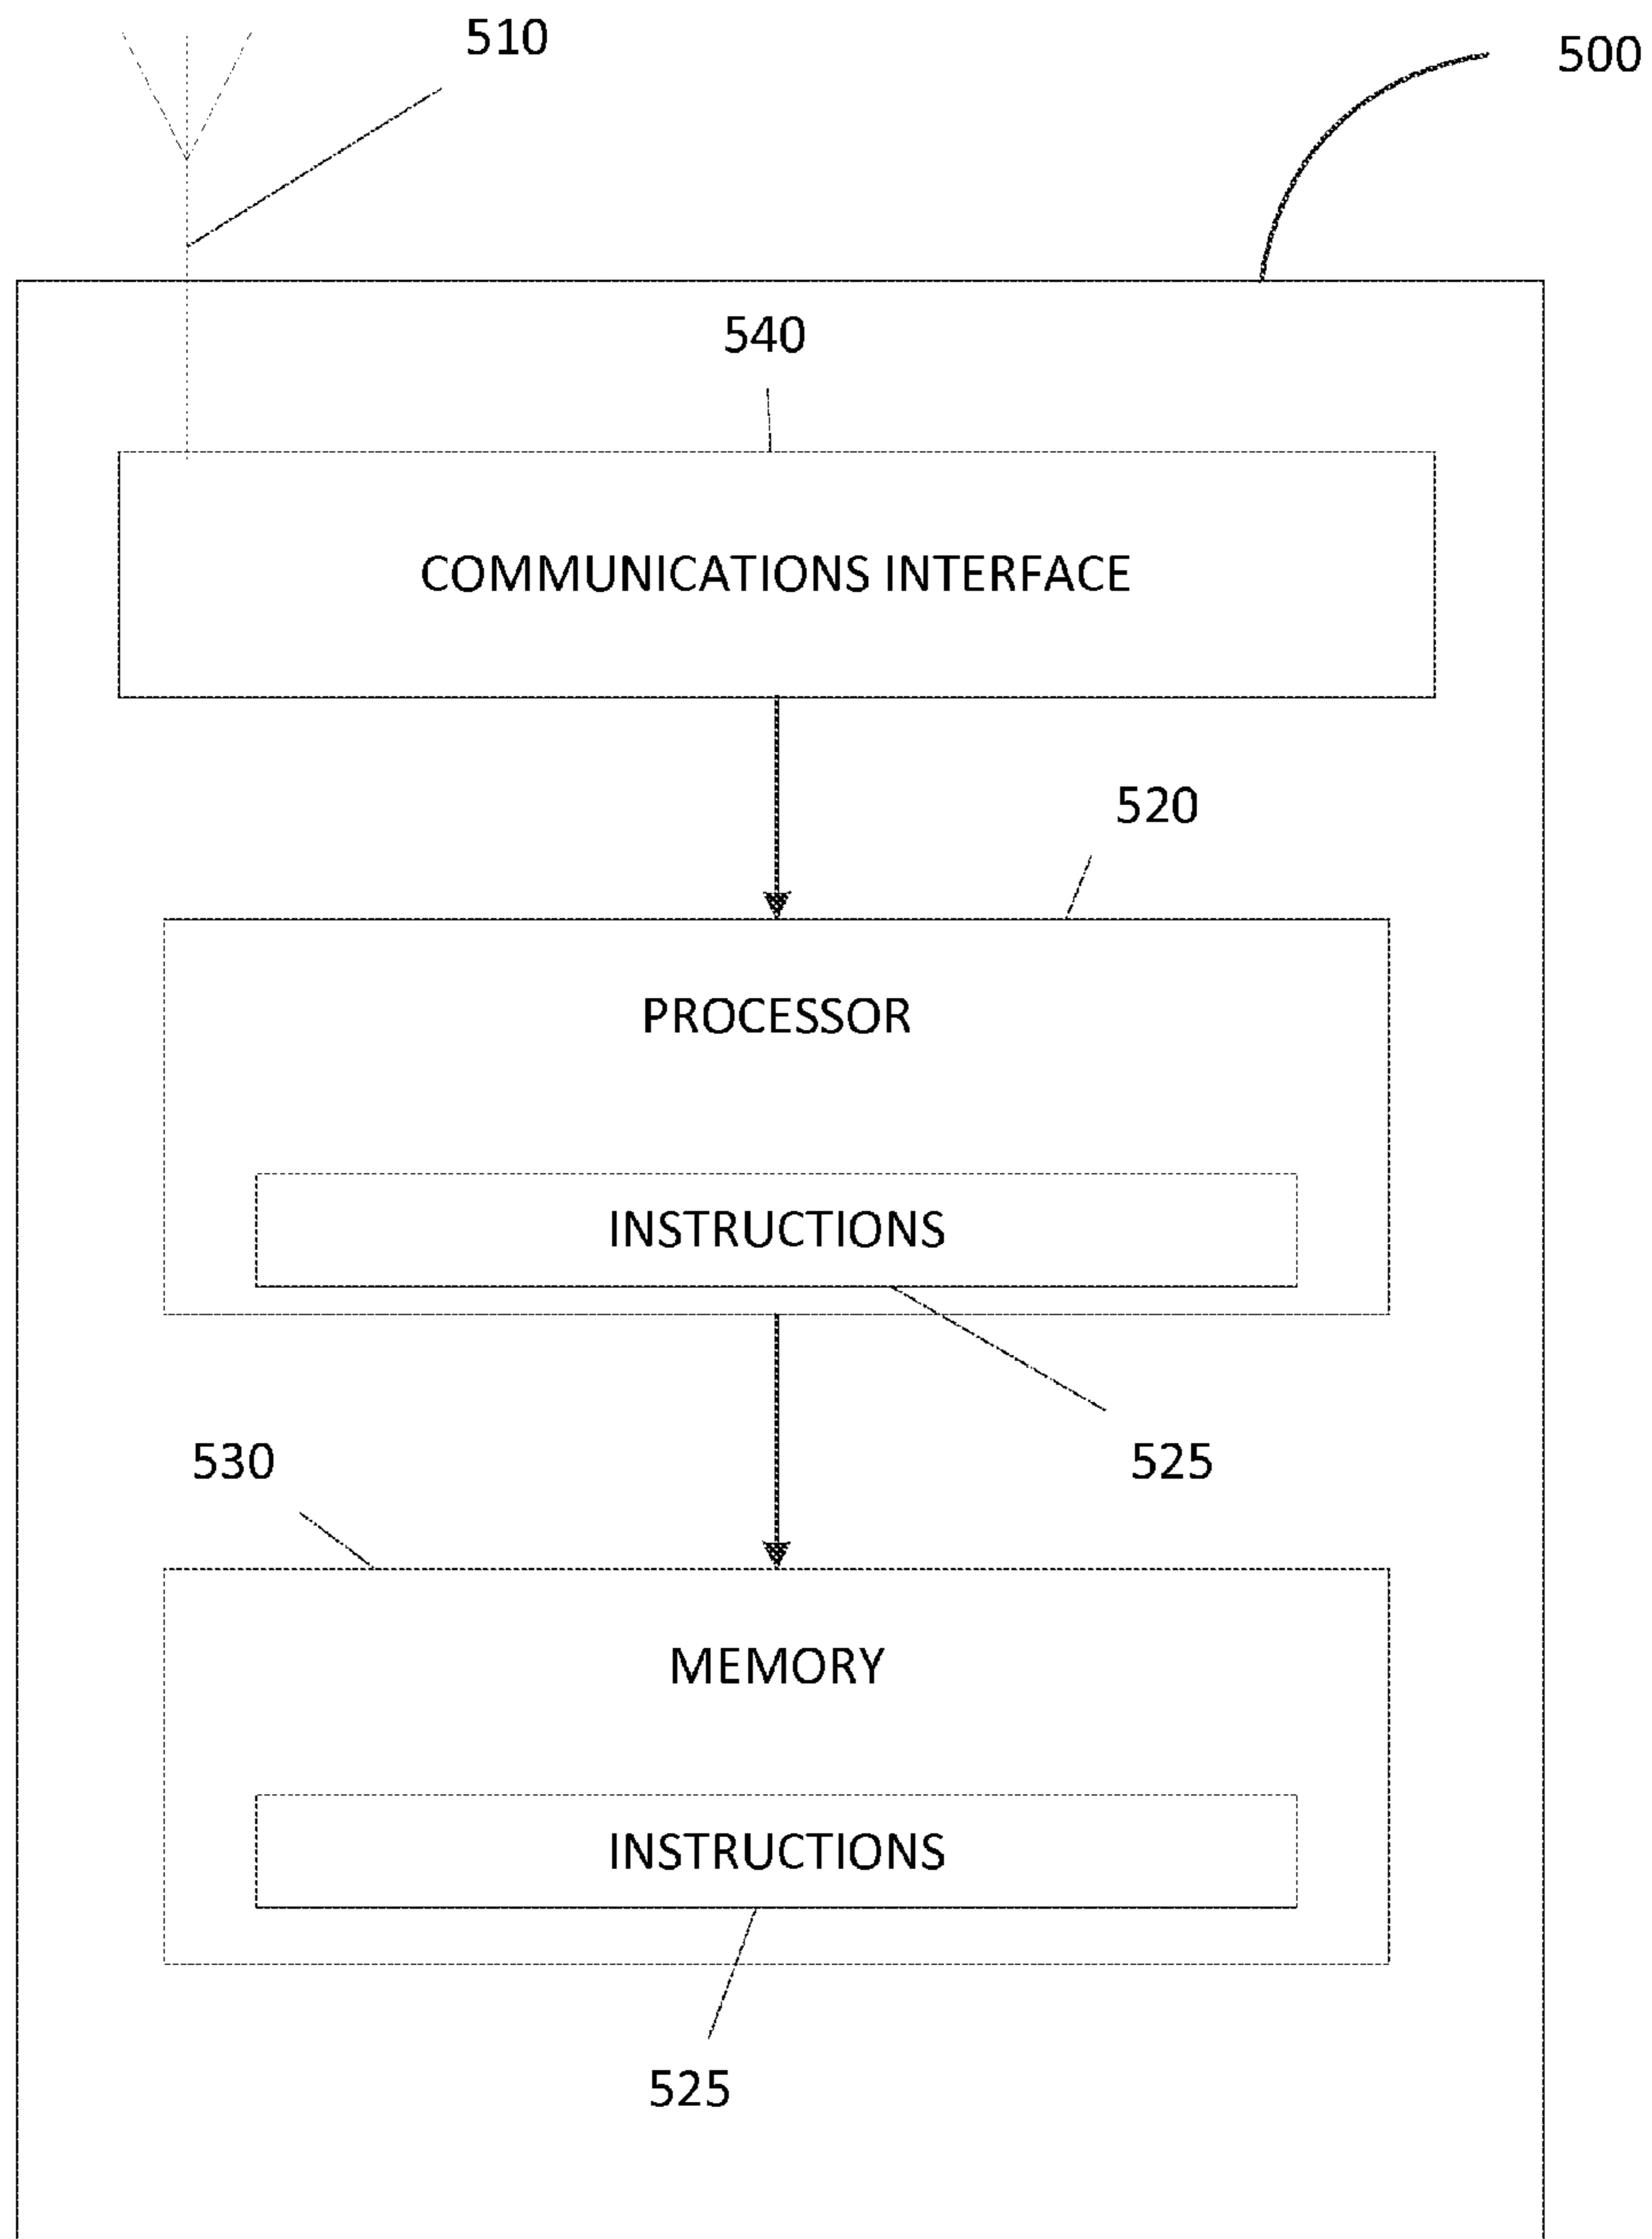 510
500
540
COMMUNICATIONS INTERFACE
520
PROCESSOR
INSTRUCTIONS
530
525
MEMORY
INSTRUCTIONS
525